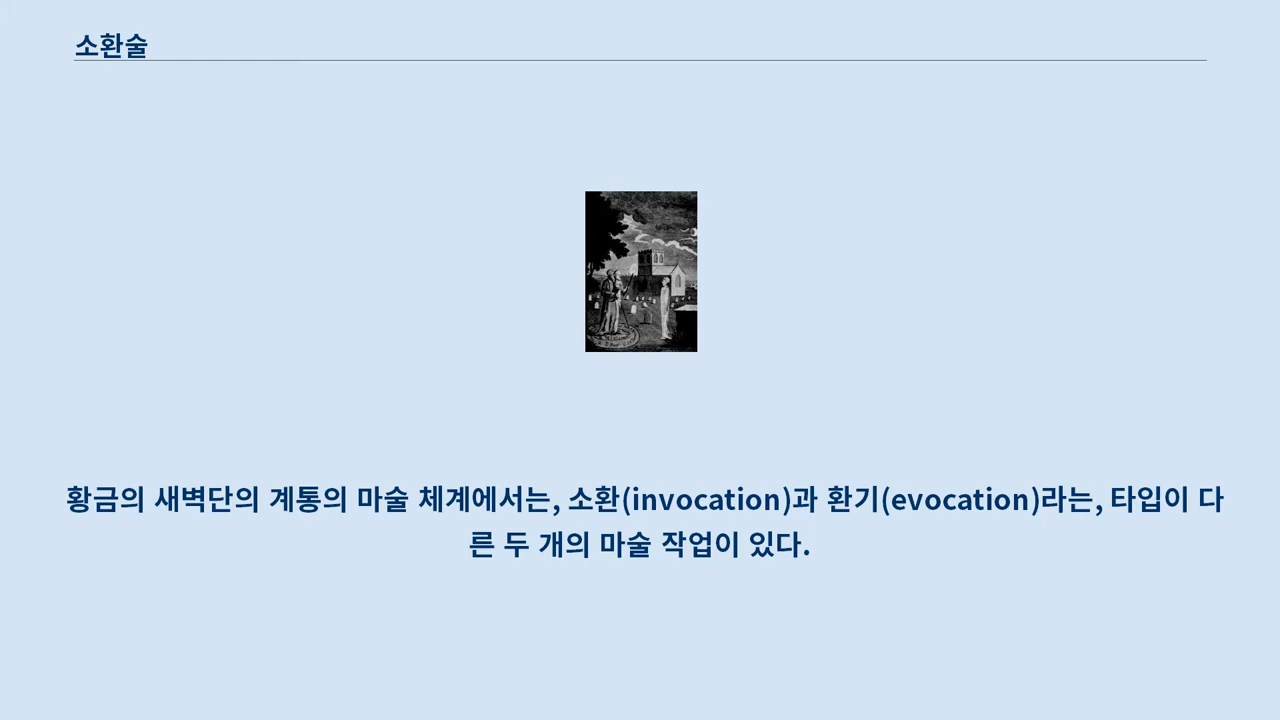 소환술
황금의 새벽단의 계통의 마술 체계에서는, 소환(invocation)과 환기(evocation)라는, 타입이 다
른 두 개의 마술 작업이 있다.